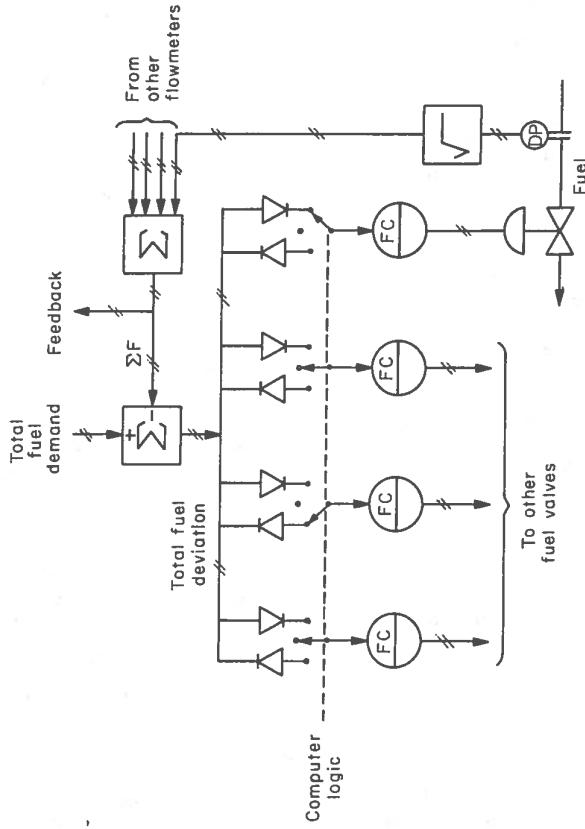 Total
fuel
demand
Feedback
From
other
flowmeters
+
Σ
−
ΣF
Σ
Total fuel
deviation
√
DP
Fuel
Computer
logic
FC
FC
FC
FC
To other
fuel valves